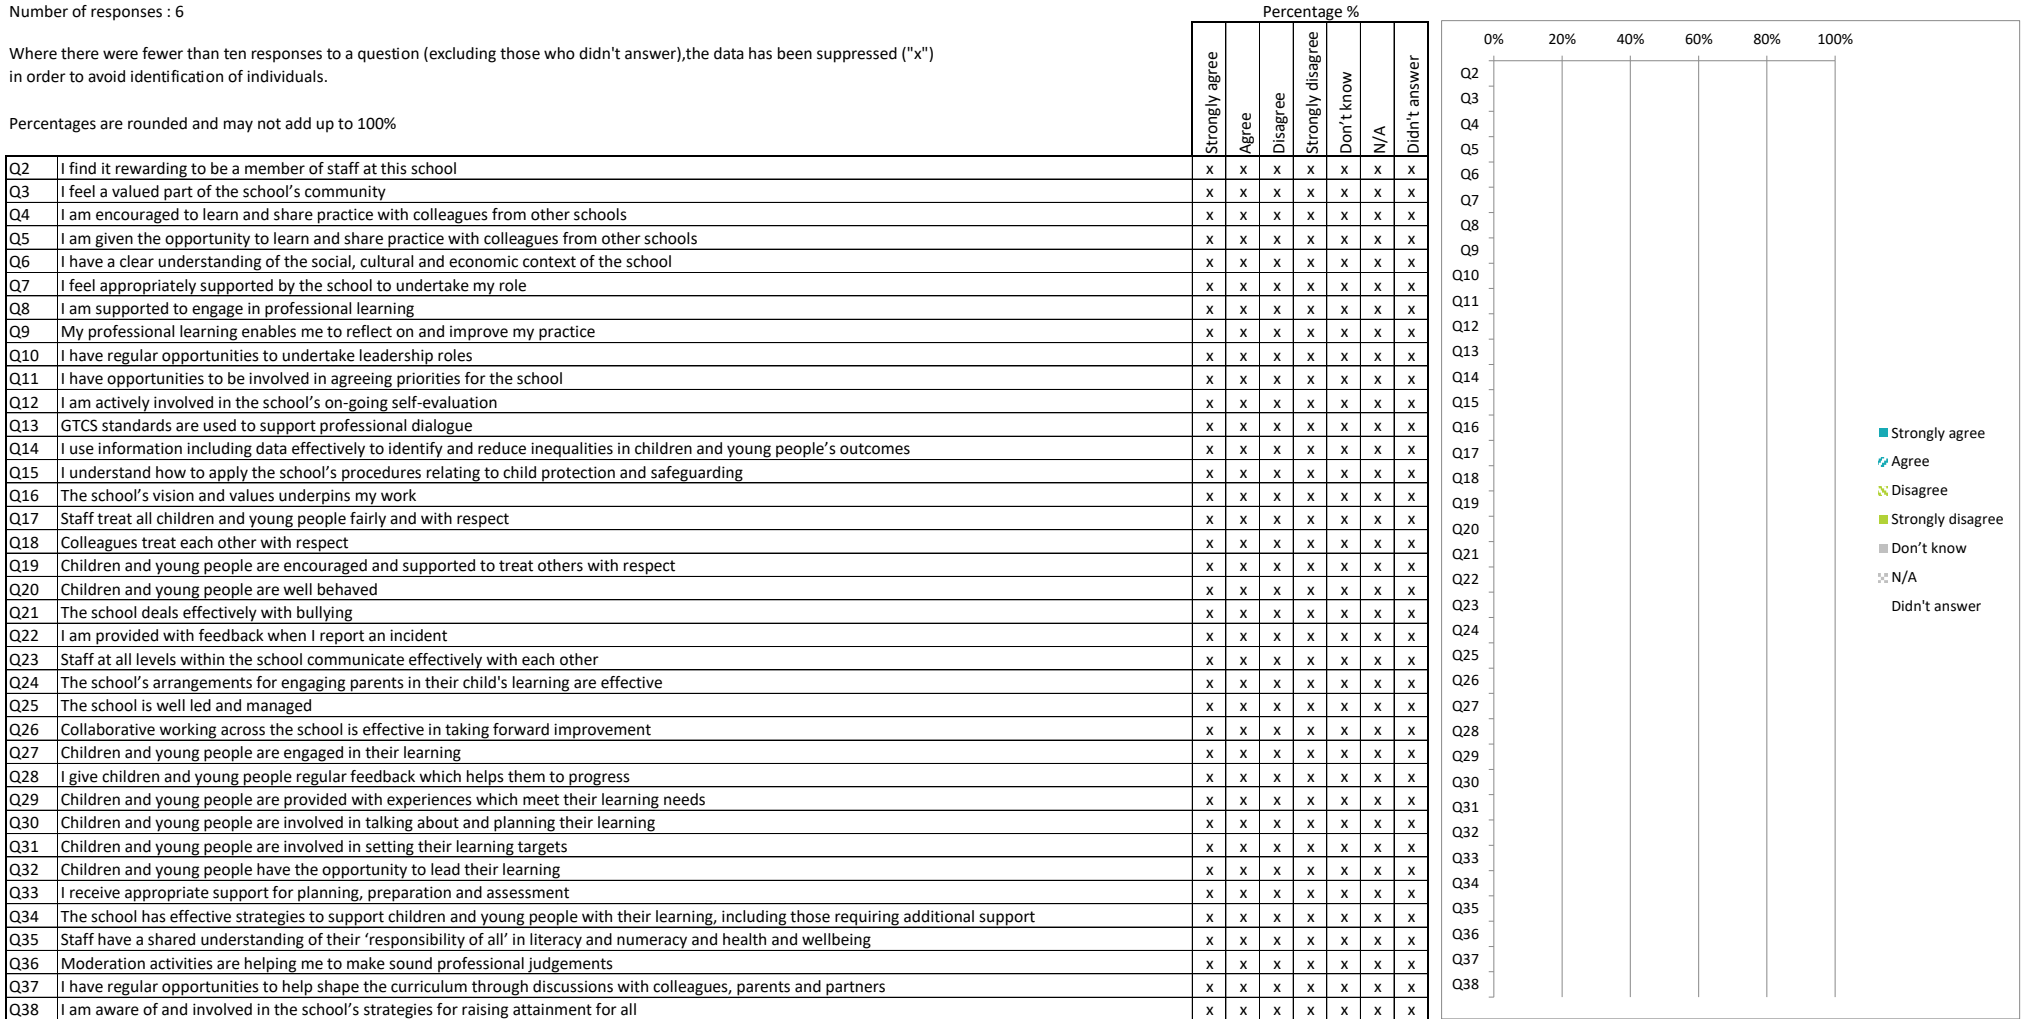 Number of responses : 6
Percentage %
Where there were fewer than ten responses to a question (excluding those who didn't answer),the data has been suppressed ("x")
in order to avoid identification of individuals.
Percentages are rounded and may not add up to 100%
Strongly agree
Agree
Disagree
Strongly disagree
Don't know
N/A
Didn't answer
Q2 I find it rewarding to be a member of staff at this school x x x x x x x
Q3 I feel a valued part of the school’s community x x x x x x x
Q4 I am encouraged to learn and share practice with colleagues from other schools x x x x x x x
Q5 I am given the opportunity to learn and share practice with colleagues from other schools x x x x x x x
Q6 I have a clear understanding of the social, cultural and economic context of the school x x x x x x x
Q7 I feel appropriately supported by the school to undertake my role x x x x x x x
Q8 I am supported to engage in professional learning x x x x x x x
Q9 My professional learning enables me to reflect on and improve my practice x x x x x x x
Q10 I have regular opportunities to undertake leadership roles x x x x x x x
Q11 I have opportunities to be involved in agreeing priorities for the school x x x x x x x
Q12 I am actively involved in the school’s on-going self-evaluation x x x x x x x
Q13 GTCS standards are used to support professional dialogue x x x x x x x
Q14 I use information including data effectively to identify and reduce inequalities in children and young people’s outcomes x x x x x x x
Q15 I understand how to apply the school’s procedures relating to child protection and safeguarding x x x x x x x
Q16 The school’s vision and values underpins my work x x x x x x x
Q17 Staff treat all children and young people fairly and with respect x x x x x x x
Q18 Colleagues treat each other with respect x x x x x x x
Q19 Children and young people are encouraged and supported to treat others with respect x x x x x x x
Q20 Children and young people are well behaved x x x x x x x
Q21 The school deals effectively with bullying x x x x x x x
Q22 I am provided with feedback when I report an incident x x x x x x x
Q23 Staff at all levels within the school communicate effectively with each other x x x x x x x
Q24 The school’s arrangements for engaging parents in their child's learning are effective x x x x x x x
Q25 The school is well led and managed x x x x x x x
Q26 Collaborative working across the school is effective in taking forward improvement x x x x x x x
Q27 Children and young people are engaged in their learning x x x x x x x
Q28 I give children and young people regular feedback which helps them to progress x x x x x x x
Q29 Children and young people are provided with experiences which meet their learning needs x x x x x x x
Q30 Children and young people are involved in talking about and planning their learning x x x x x x x
Q31 Children and young people are involved in setting their learning targets x x x x x x x
Q32 Children and young people have the opportunity to lead their learning x x x x x x x
Q33 I receive appropriate support for planning, preparation and assessment x x x x x x x
Q34 The school has effective strategies to support children and young people with their learning, including those requiring additional support x x x x x x x
Q35 Staff have a shared understanding of their ‘responsibility of all’ in literacy and numeracy and health and wellbeing x x x x x x x
Q36 Moderation activities are helping me to make sound professional judgements x x x x x x x
Q37 I have regular opportunities to help shape the curriculum through discussions with colleagues, parents and partners x x x x x x x
Q38 I am aware of and involved in the school’s strategies for raising attainment for all x x x x x x x
0% 20% 40% 60% 80% 100%
Q2
Q3
Q4
Q5
Q6
Q7
Q8
Q9
Q10
Q11
Q12
Q13
Q14
Q15
Q16
Q17
Q18
Q19
Q20
Q21
Q22
Q23
Q24
Q25
Q26
Q27
Q28
Q29
Q30
Q31
Q32
Q33
Q34
Q35
Q36
Q37
Q38
Strongly agree
Agree
Disagree
Strongly disagree
Don’t know
N/A
Didn't answer